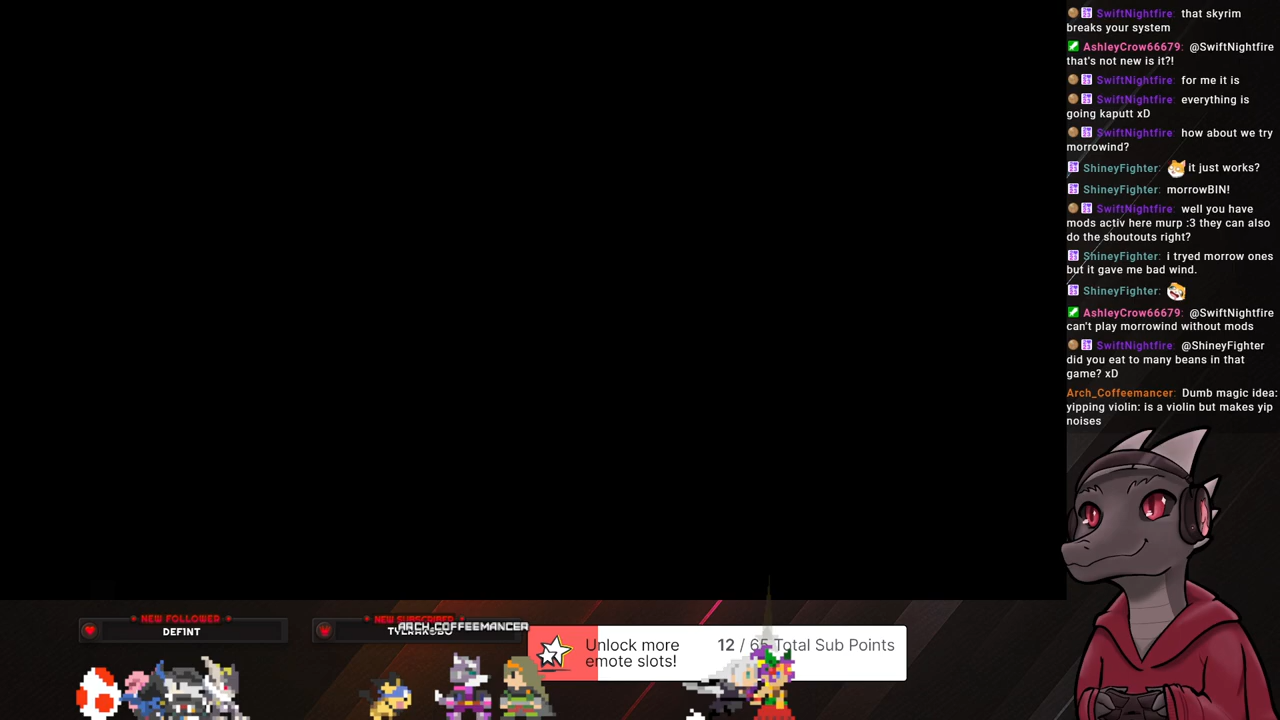 SwiftNightfire: that skyrim
breaks your system
AshleyCrow66679: @SwiftNightfire
that's not new is it?!
SwiftNightfire: for me it is
SwiftNightfire: everything is
going kaputt xD
SwiftNightfire: how about we try
morrowind?
ShineyFighter: it just works?
ShineyFighter: morrowBIN!
SwiftNightfire: well you have
mods activ here murp :3 they can also
do the shoutouts right?
ShineyFighter: i tryed morrow ones
but it gave me bad wind.
ShineyFighter:
AshleyCrow66679: @SwiftNightfire
can't play morrowind without mods
SwiftNightfire: @ShineyFighter
did you eat to many beans in that
game? xD
Arch_Coffeemancer: Dumb magic idea:
yipping violin: is a violin but makes yip
noises
NEW FOLLOWER
DEF1NT
NEW SUBSCRIBER
ARCH_COFFEEMANCER
Unlock more
emote slots!
12 / 65 Total Sub Points